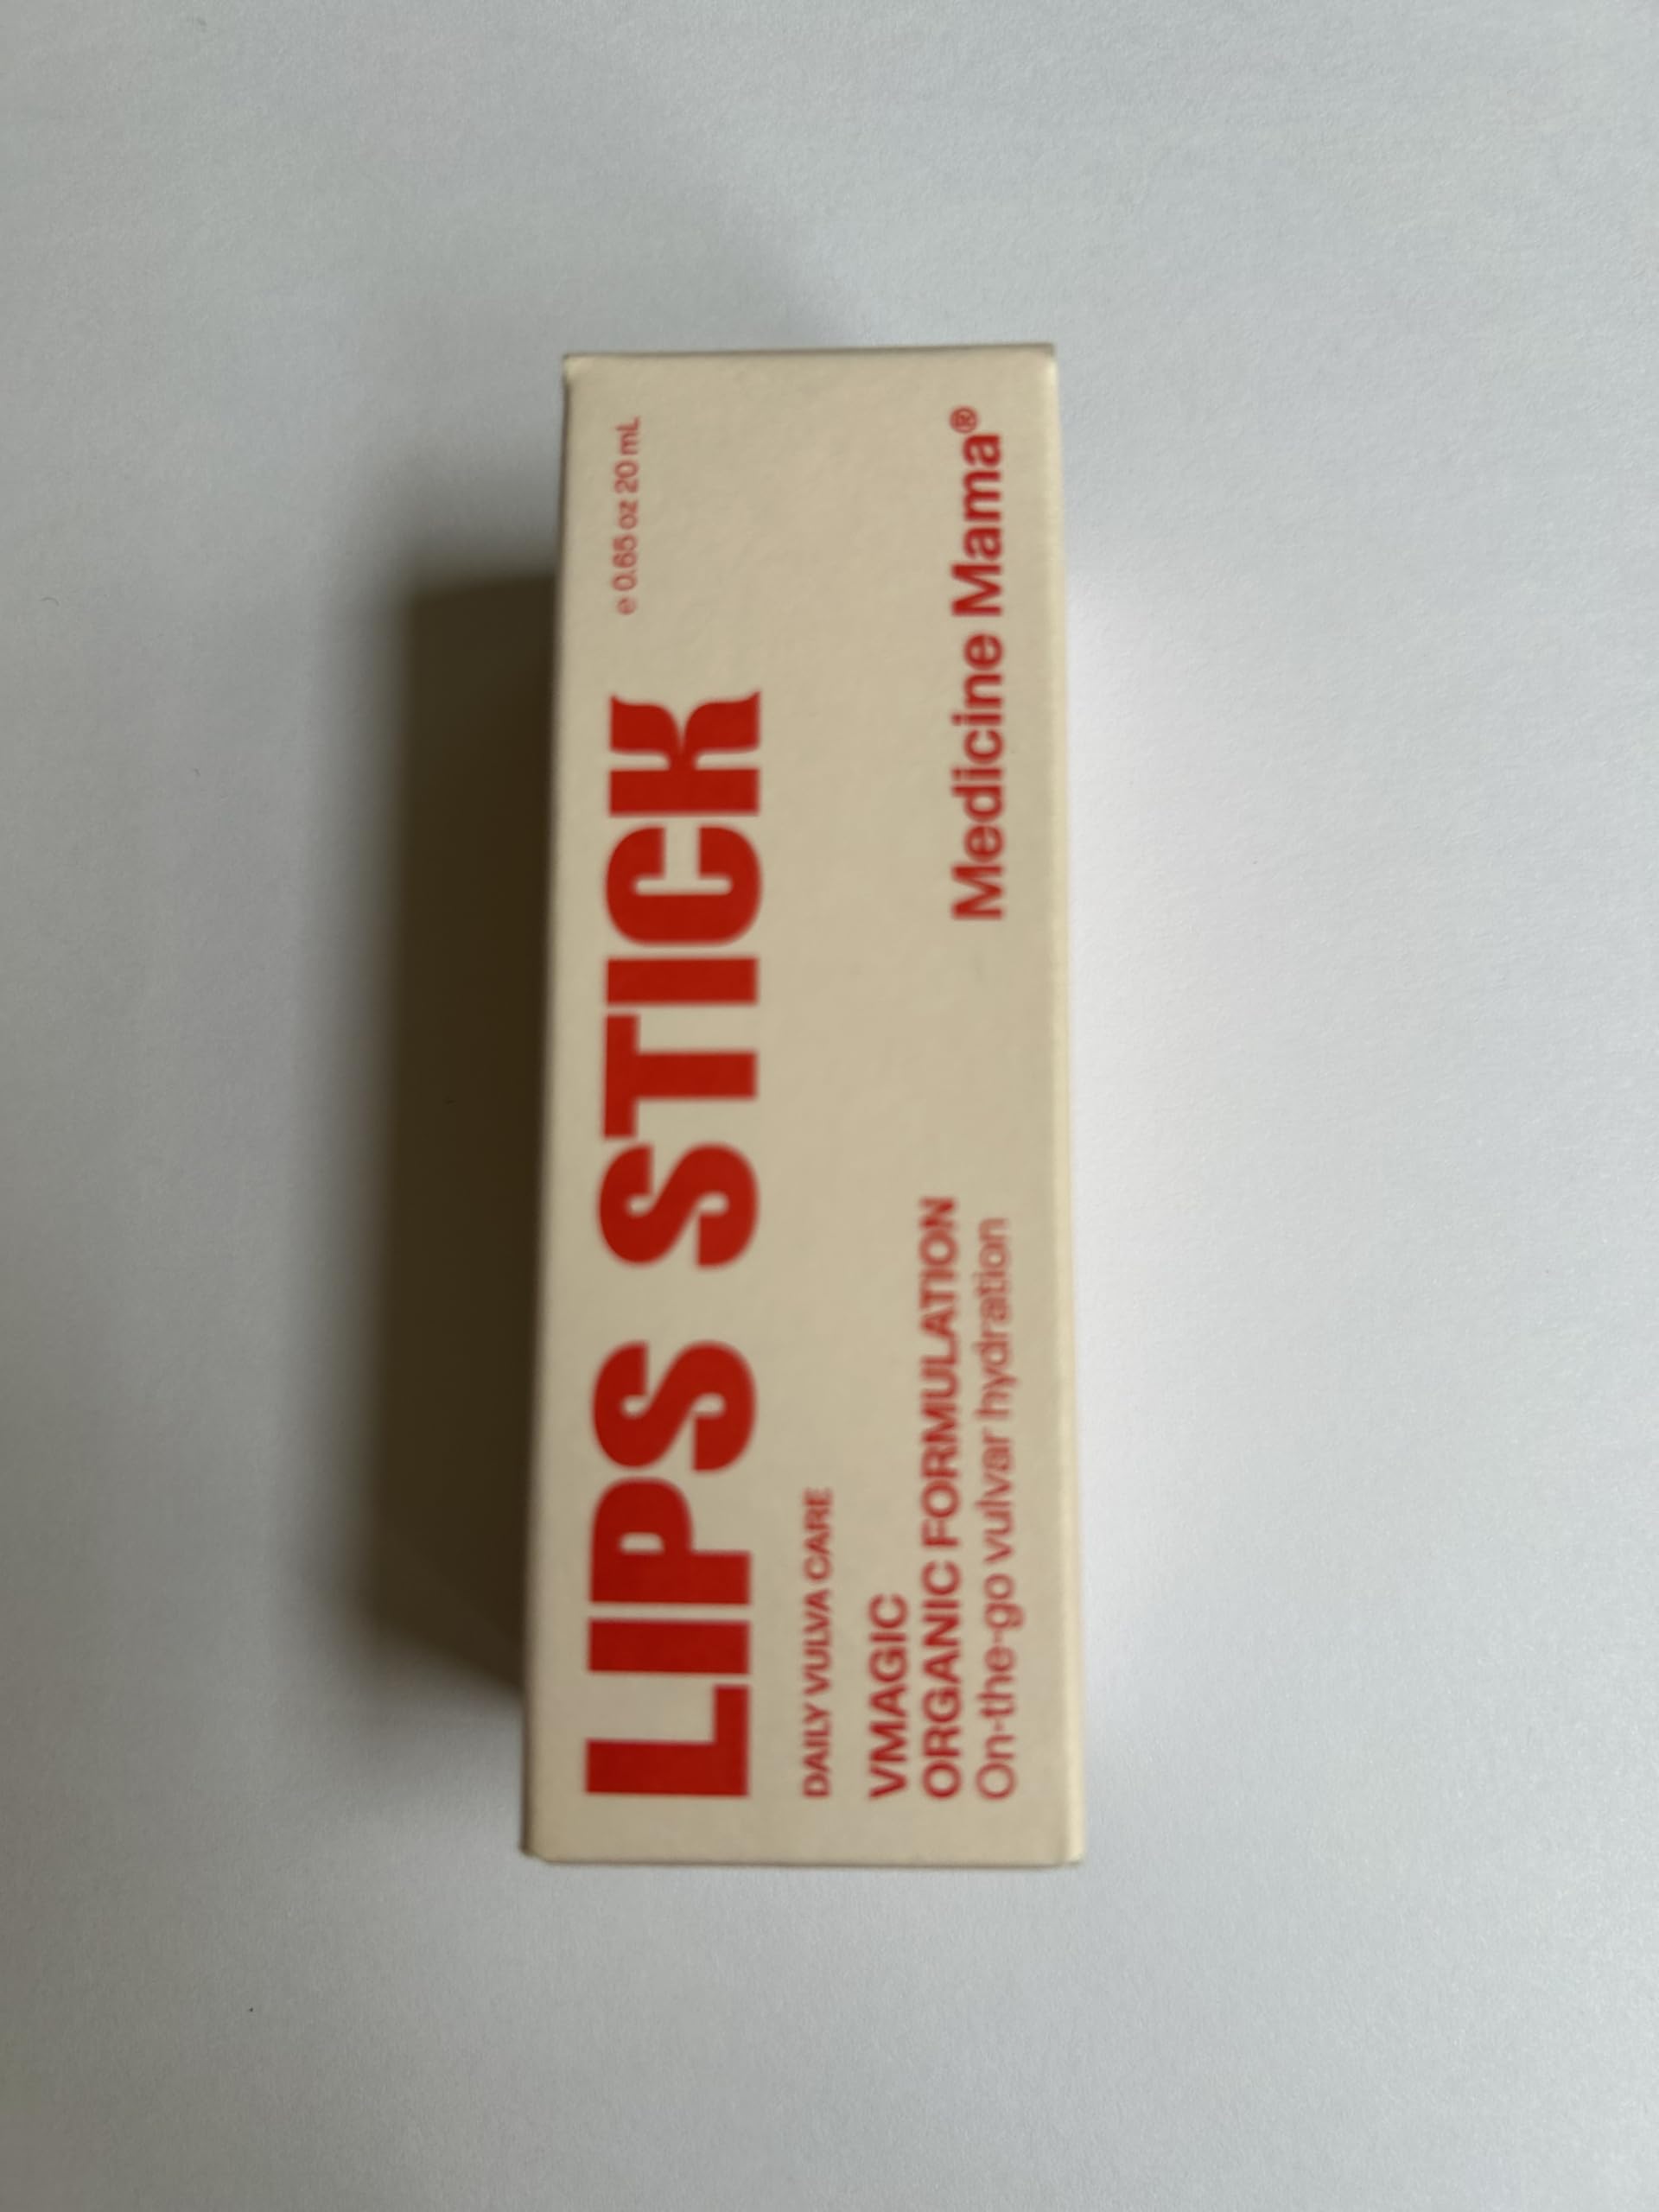 LIPS STICK
℮ 0.65 oz 20 mL
DAILY VULVA CARE
VMAGIC
ORGANIC FORMULATION
On-the-go vulvar hydration
Medicine Mama®